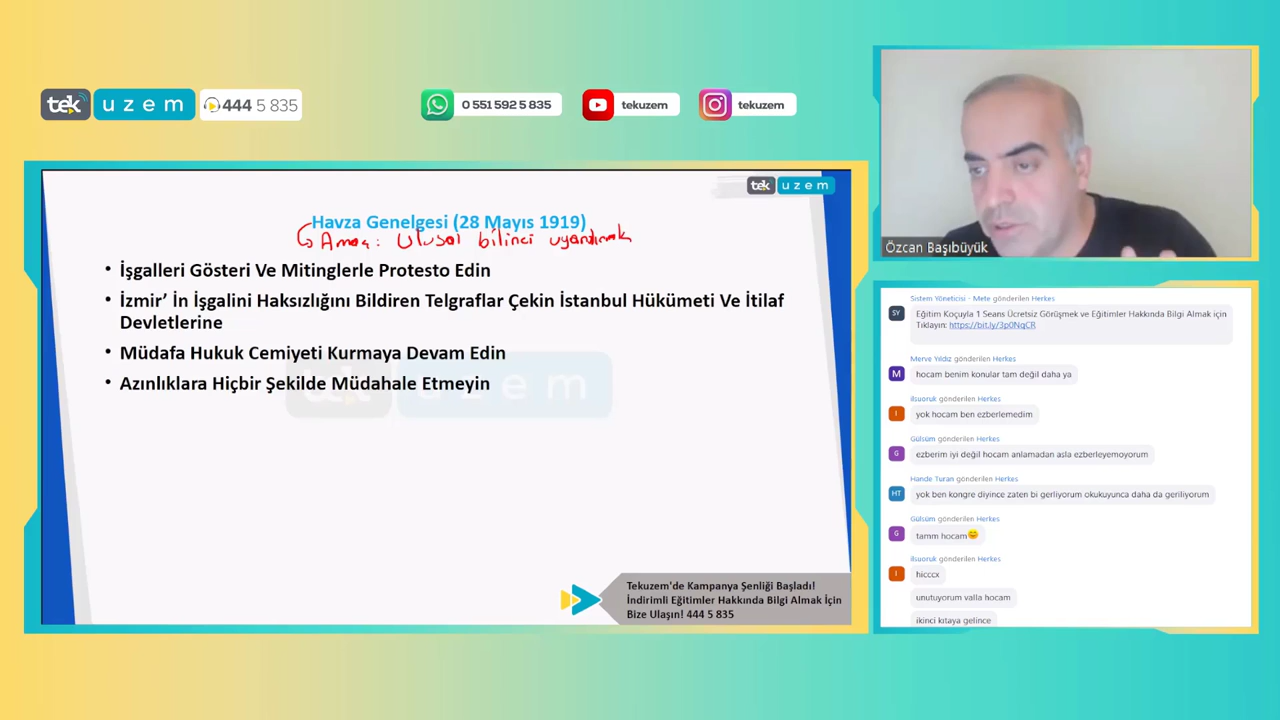 tek uzem 444 5 835
0 551 592 5 835
tekuzem
tekuzem
tek uzem
Havza Genelgesi (28 Mayıs 1919)
Amaç: Ulusal bilinci uyandırmak
• İşgalleri Gösteri Ve Mitinglerle Protesto Edin
• İzmir' İn İşgalini Haksızlığını Bildiren Telgraflar Çekin İstanbul Hükümeti Ve İtilaf
Devletlerine
• Müdafa Hukuk Cemiyeti Kurmaya Devam Edin
• Azınlıklara Hiçbir Şekilde Müdahale Etmeyin
tek uzem
Tekuzem'de Kampanya Şenliği Başladı!
İndirimli Eğitimler Hakkında Bilgi Almak İçin
Bize Ulaşın! 444 5 835
Özcan Başıbüyük
Sistem Yöneticisi - Mete gönderilen Herkes
SY
Eğitim Koçuyla 1 Seans Ücretsiz Görüşmek ve Eğitimler Hakkında Bilgi Almak için
Tıklayın: https://bit.ly/3p0NqCR
Merve Yıldız gönderilen Herkes
M
hocam benim konular tam değil daha ya
ilsuoruk gönderilen Herkes
I
yok hocam ben ezberlemedim
Gülsüm gönderilen Herkes
G
ezberim iyi değil hocam anlamadan asla ezberleyemoyorum
Hande Turan gönderilen Herkes
HT
yok ben kongre diyince zaten bi gerliyorum okukuyunca daha da geriliyorum
Gülsüm gönderilen Herkes
G
tamm hocam😊
ilsuoruk gönderilen Herkes
I
hicccx
unutuyorum valla hocam
ikinci kıtaya gelince